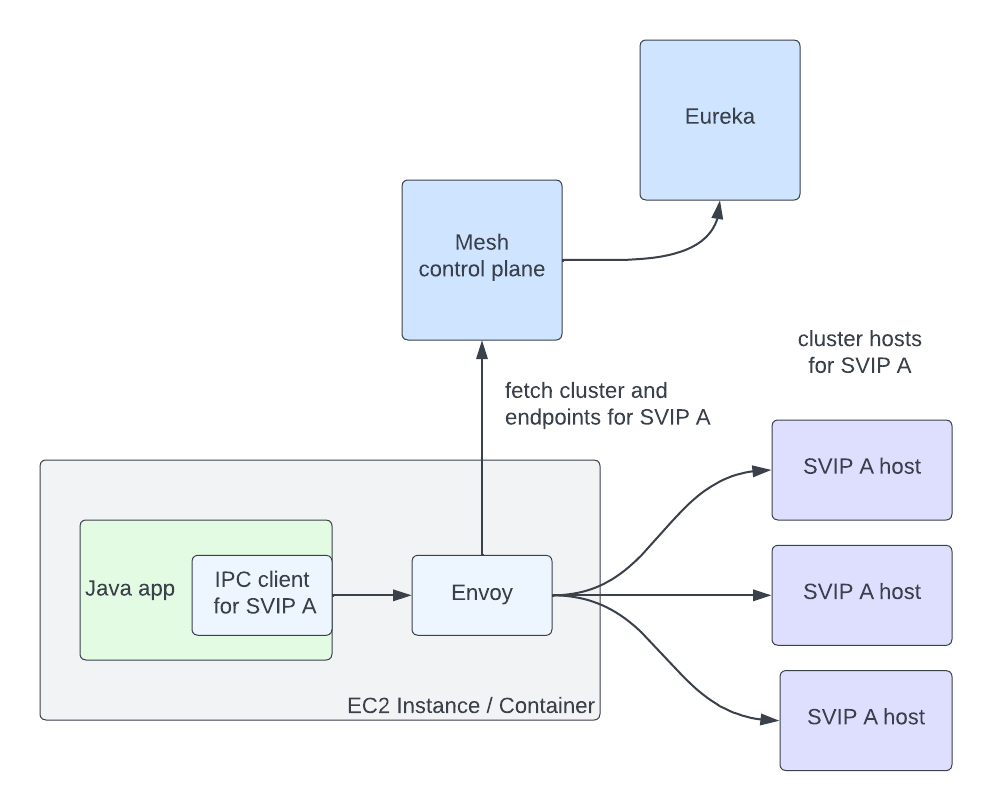 Eureka
Mesh
control plane
cluster hosts
for SVIP A
fetch cluster and
endpoints for SVIP A
SVIP A host
Java app
IPC client
for SVIP A
Envoy
SVIP A host
EC2 Instance / Container
SVIP A host